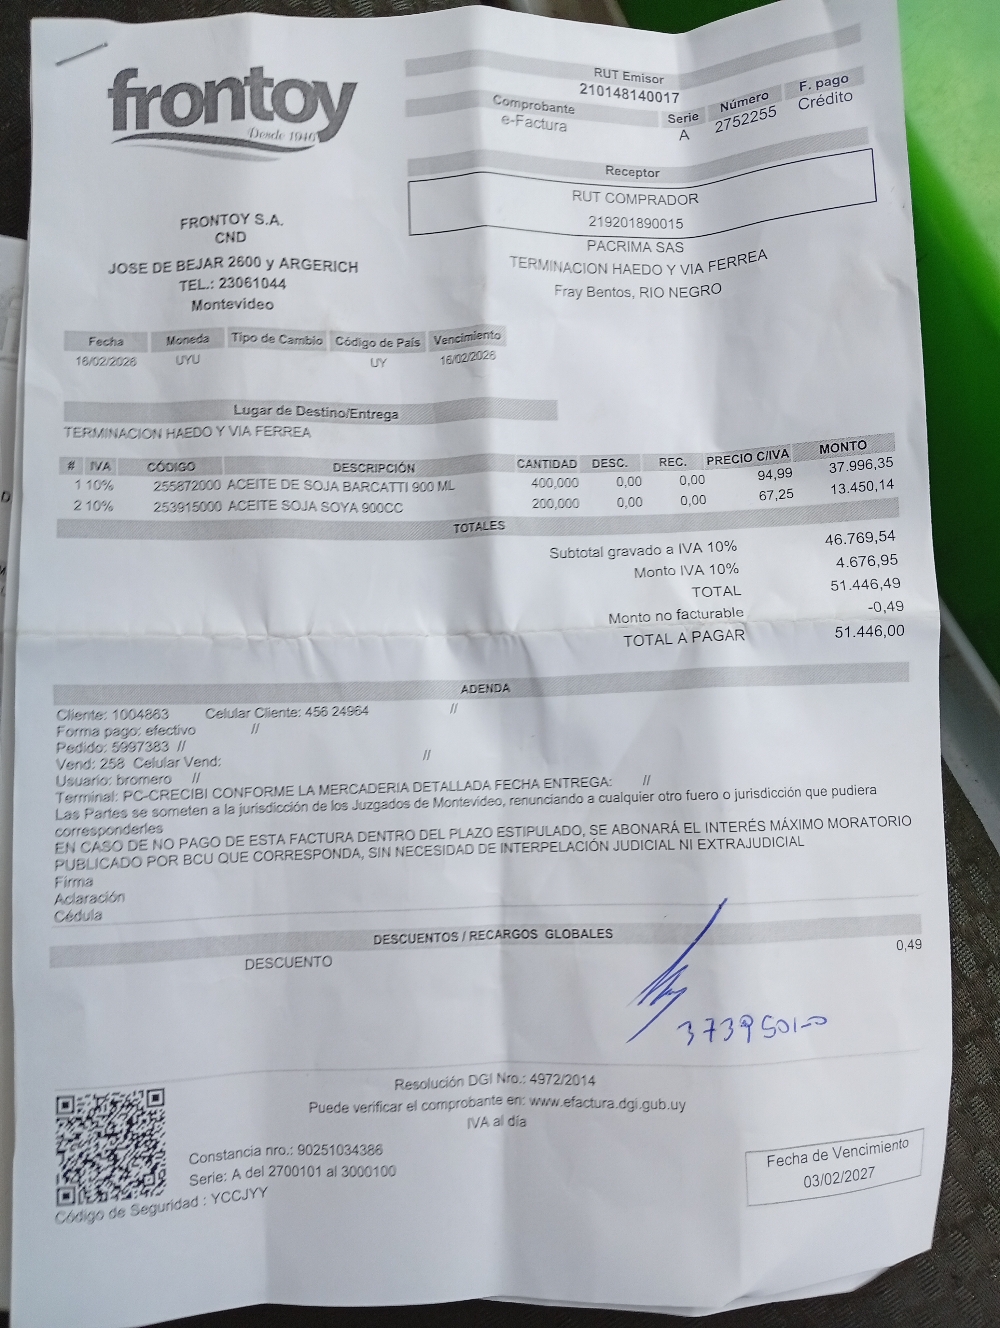 frontoy
Desde 1946
RUT Emisor
210148140017
Comprobante Serie Número F. pago
e-Factura A 2752255 Crédito
Receptor
RUT COMPRADOR
219201890015
PACRIMA SAS
TERMINACION HAEDO Y VIA FERREA
Fray Bentos, RIO NEGRO
FRONTOY S.A.
CND
JOSE DE BEJAR 2600 y ARGERICH
TEL.: 23061044
Montevideo
Fecha Moneda Tipo de Cambio Código de País Vencimiento
16/02/2026 UYU UY 16/02/2026
Lugar de Destino/Entrega
TERMINACION HAEDO Y VIA FERREA
# IVA CÓDIGO DESCRIPCIÓN CANTIDAD DESC. REC. PRECIO C/IVA MONTO
1 10% 255872000 ACEITE DE SOJA BARCATTI 900 ML 400,000 0,00 0,00 94,99 37.996,35
2 10% 253915000 ACEITE SOJA SOYA 900CC 200,000 0,00 0,00 67,25 13.450,14
TOTALES
Subtotal gravado a IVA 10% 46.769,54
Monto IVA 10% 4.676,95
TOTAL 51.446,49
Monto no facturable -0,49
TOTAL A PAGAR 51.446,00
ADENDA
Cliente: 1004863 Celular Cliente: 456 24964 //
Forma pago: efectivo //
Pedido: 5997383 //
Vend: 258 Celular Vend: //
Usuario: bromero //
Terminal: PC-CRECIBI CONFORME LA MERCADERIA DETALLADA FECHA ENTREGA: //
Las Partes se someten a la jurisdicción de los Juzgados de Montevideo, renunciando a cualquier otro fuero o jurisdicción que pudiera
corresponderles
EN CASO DE NO PAGO DE ESTA FACTURA DENTRO DEL PLAZO ESTIPULADO, SE ABONARÁ EL INTERÉS MÁXIMO MORATORIO
PUBLICADO POR BCU QUE CORRESPONDA, SIN NECESIDAD DE INTERPELACIÓN JUDICIAL NI EXTRAJUDICIAL
Firma
Aclaración
Cédula
DESCUENTOS / RECARGOS GLOBALES
DESCUENTO 0,49
3739501-0
Resolución DGI Nro.: 4972/2014
Puede verificar el comprobante en: www.efactura.dgi.gub.uy
IVA al día
Constancia nro.: 90251034386
Serie: A del 2700101 al 3000100
Código de Seguridad : YCCJYY
Fecha de Vencimiento
03/02/2027